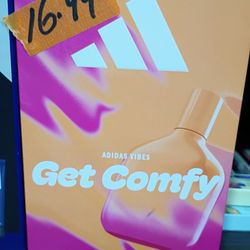 16.99
ADIDAS VIBES
Get Comfy